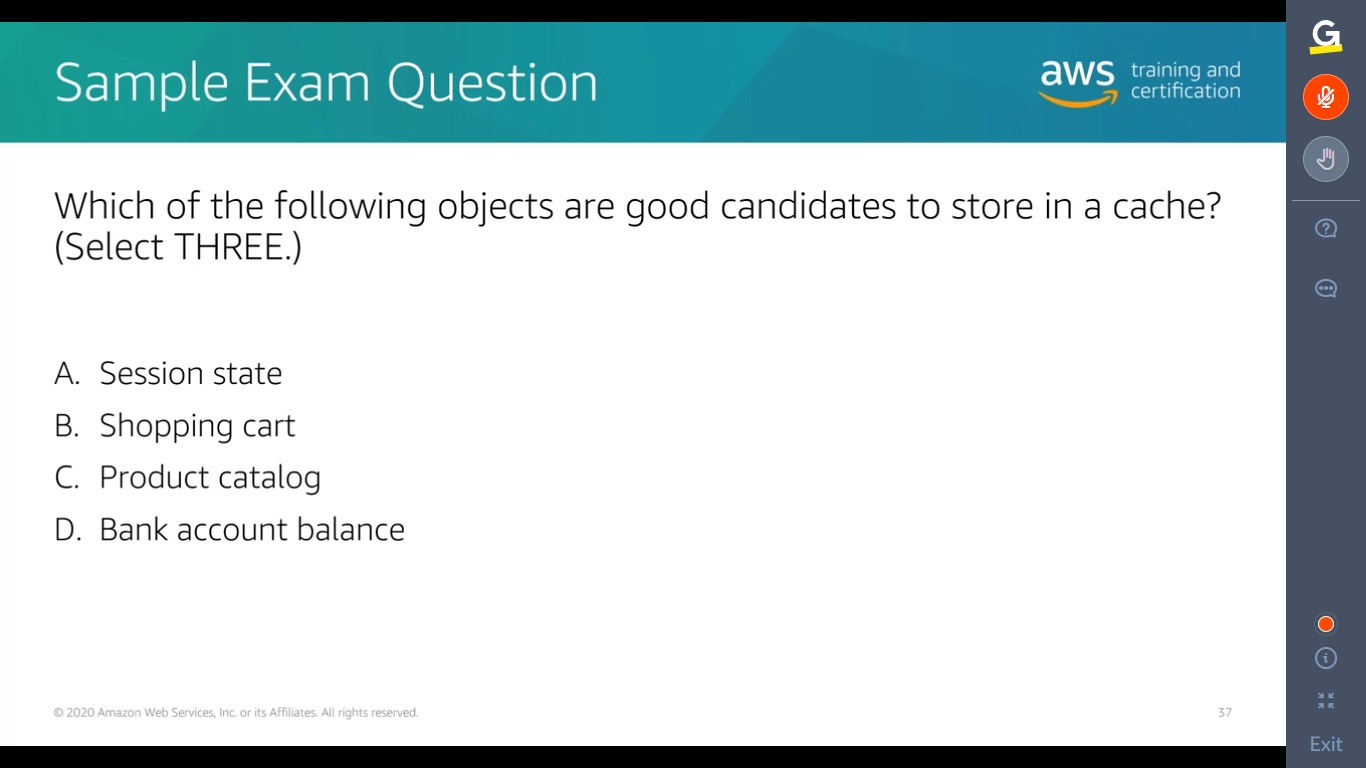 Sample Exam Question
aws training and
certification
Which of the following objects are good candidates to store in a cache?
(Select THREE.)
A. Session state
B. Shopping cart
C. Product catalog
D. Bank account balance
© 2020 Amazon Web Services, Inc. or its Affiliates. All rights reserved.
37
G
Exit